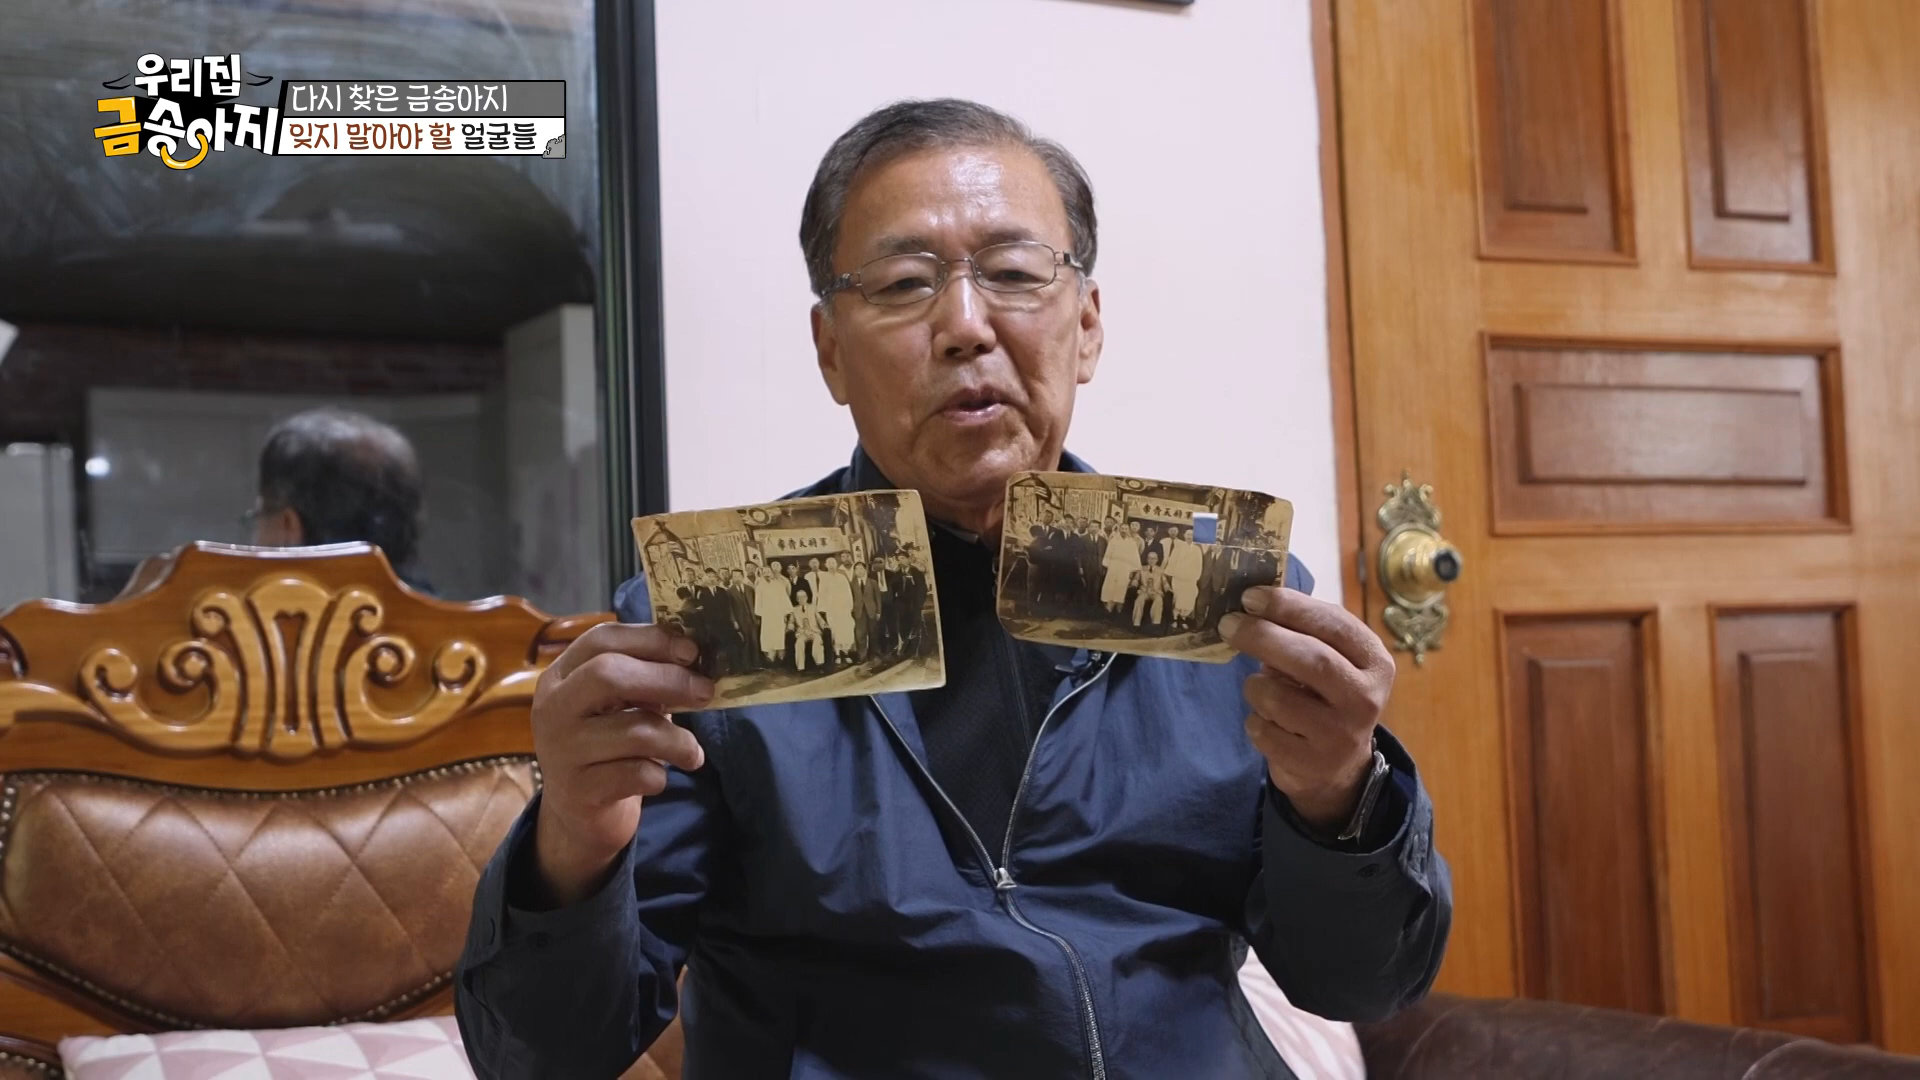 우리집
금송아지
다시 찾은 금송아지
잊지 말아야 할 얼굴들